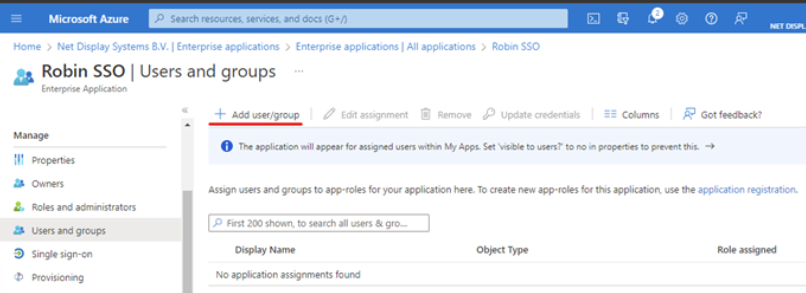 Microsoft Azure
Search resources, services, and docs (G+/)
NET DISPL
Home > Net Display Systems B.V. | Enterprise applications > Enterprise applications | All applications > Robin SSO
Robin SSO | Users and groups ...
Enterprise Application
Add user/group
Edit assignment
Remove
Update credentials
Columns
Got feedback?
Manage
Properties
Owners
Roles and administrators
Users and groups
Single sign-on
Provisioning
The application will appear for assigned users within My Apps. Set 'visible to users?' to no in properties to prevent this. →
Assign users and groups to app-roles for your application here. To create new app-roles for this application, use the application registration.
First 200 shown, to search all users & gro...
Display Name
Object Type
Role assigned
No application assignments found